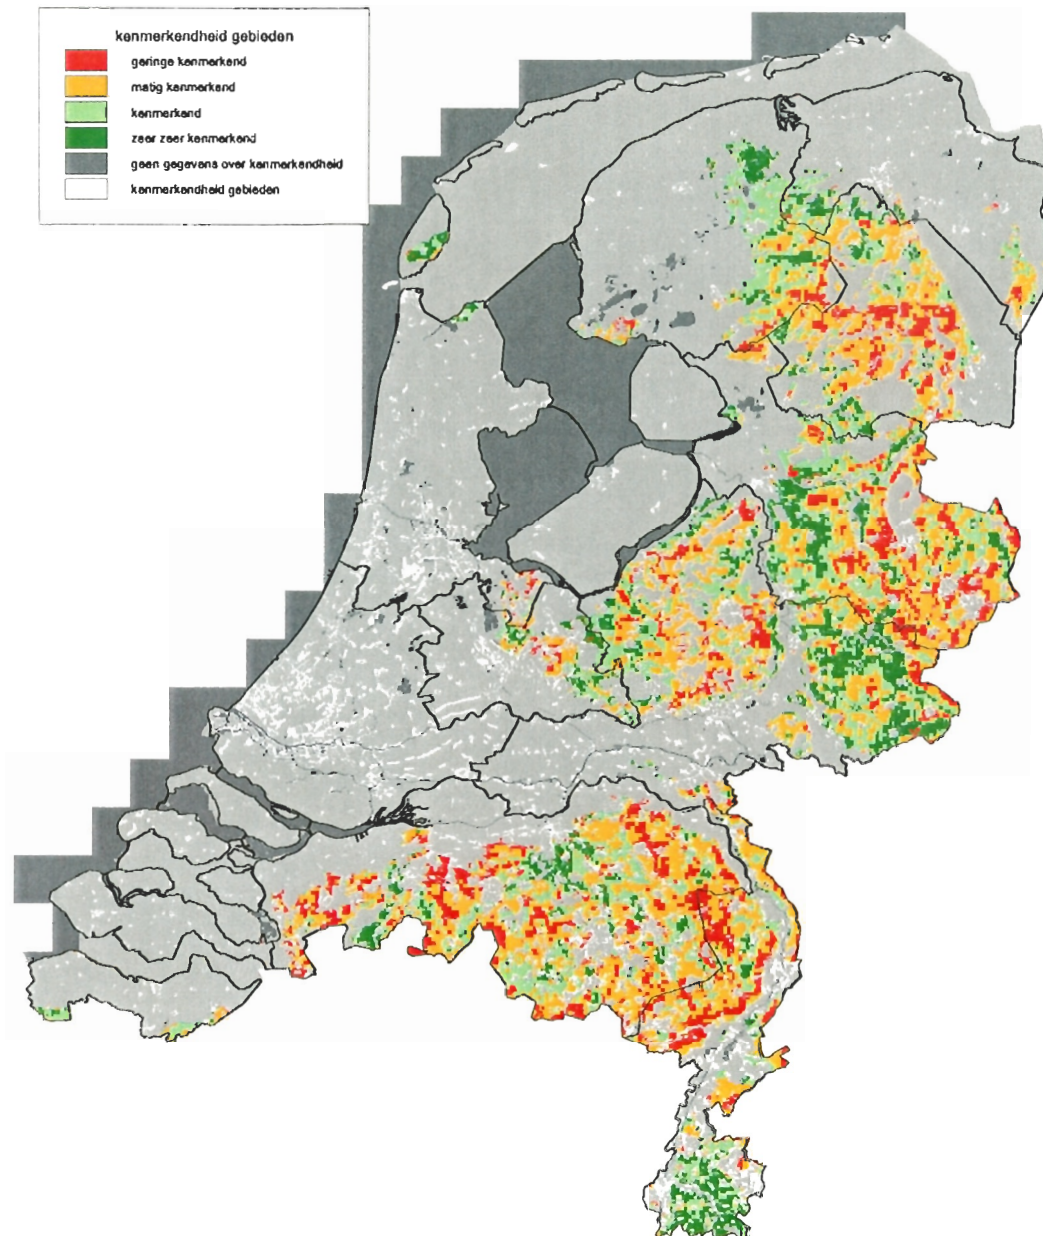 kenmerkendheid gebieden
geringe kenmerkend
matig kenmerkend
kenmerkend
zeer zeer kenmerkend
geen gegevens over kenmerkendheid
kenmerkendheid gebieden